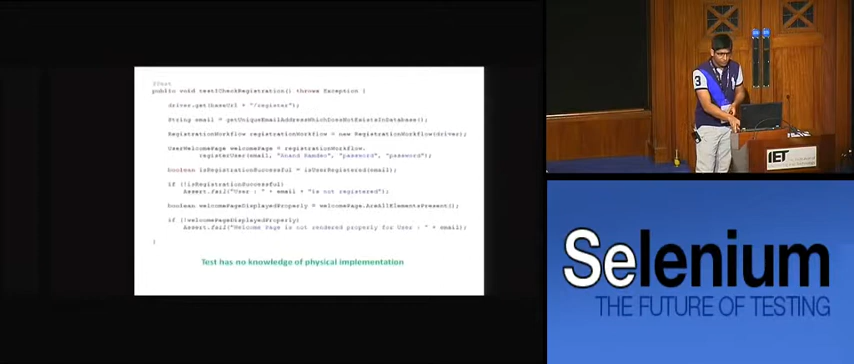 @Test
public void test1CheckRegistration() throws Exception {
driver.get(baseUrl + "/register");
String email = getUniqueEmailAddressWhichDoesNotExistInDatabase();
RegistrationWorkflow registrationWorkflow = new RegistrationWorkflow(driver);
UserWelcomePage welcomePage = registrationWorkflow.
registerUser(email, "Anand Ramdeo", "password", "password");
boolean isRegistrationSuccessful = isUserRegistered(email);
if (!isRegistrationSuccessful)
Assert.fail("User : " + email + "is not registered");
boolean welcomePageDisplayedProperly = welcomePage.AreAllElementsPresent();
if (!welcomePageDisplayedProperly)
Assert.fail("Welcome Page is not rendered properly for User : " + email);
}
Test has no knowledge of physical implementation
3
IET
Selenium
THE FUTURE OF TESTING